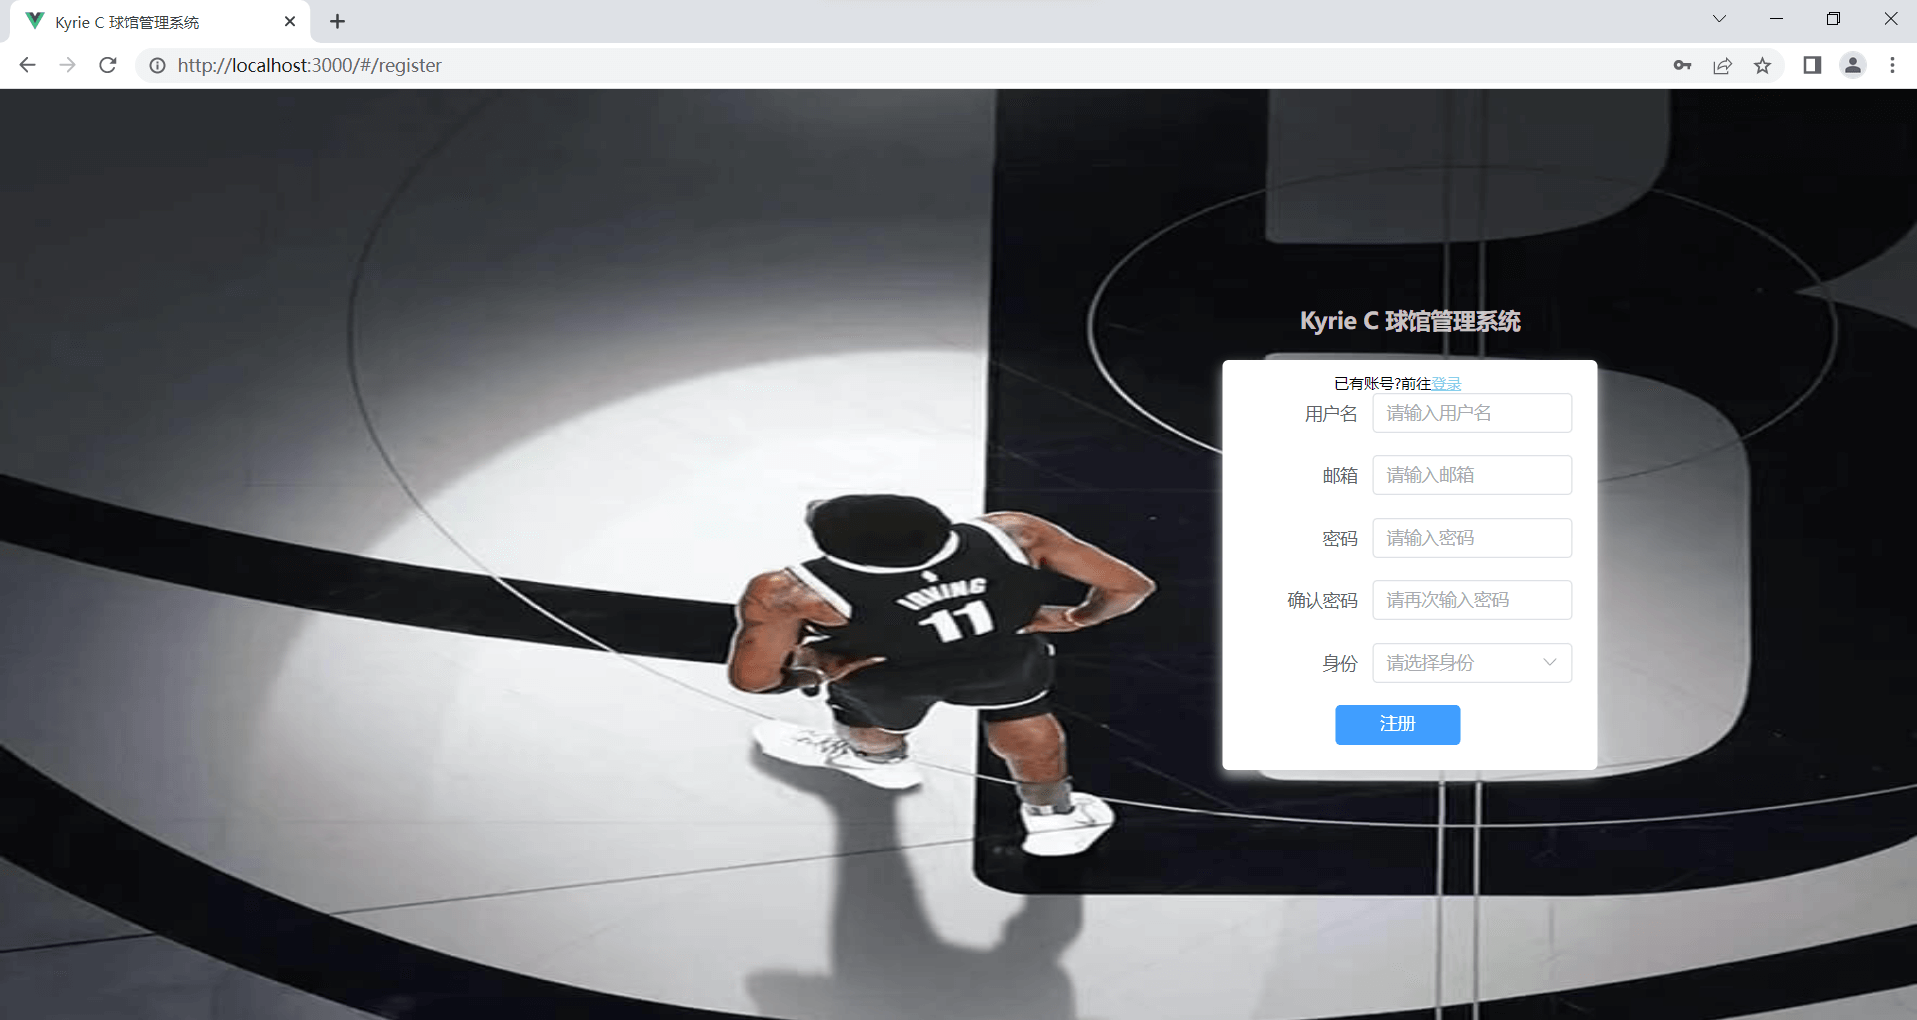 Kyrie C 球馆管理系统
http://localhost:3000/#/register
Kyrie C 球馆管理系统
已有账号?前往登录
用户名 请输入用户名
邮箱 请输入邮箱
密码 请输入密码
确认密码 请再次输入密码
身份 请选择身份
注册
IRVING
11